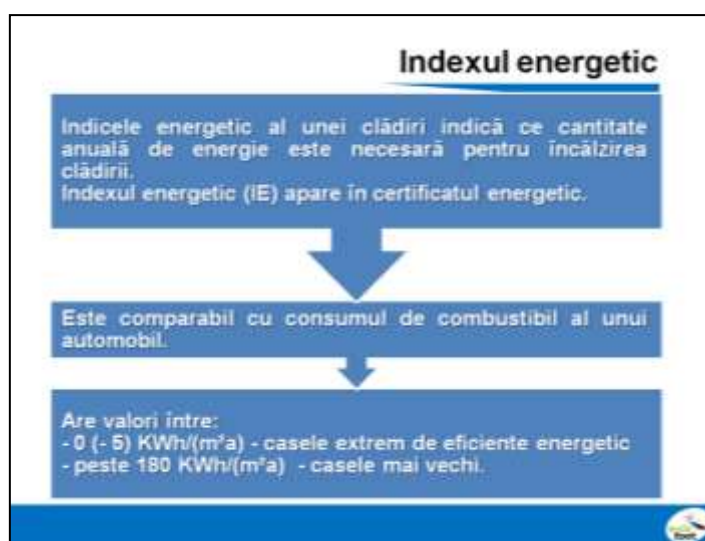 Indexul energetic
Indicele energetic al unei clădiri indică ce cantitate
anuală de energie este necesară pentru încălzirea
clădirii.
Indexul energetic (IE) apare în certificatul energetic.
Este comparabil cu consumul de combustibil al unui
automobil.
Are valori între:
- 0 (- 5) KWh/(m²a) - casele extrem de eficiente energetic
- peste 180 KWh/(m²a) - casele mai vechi.